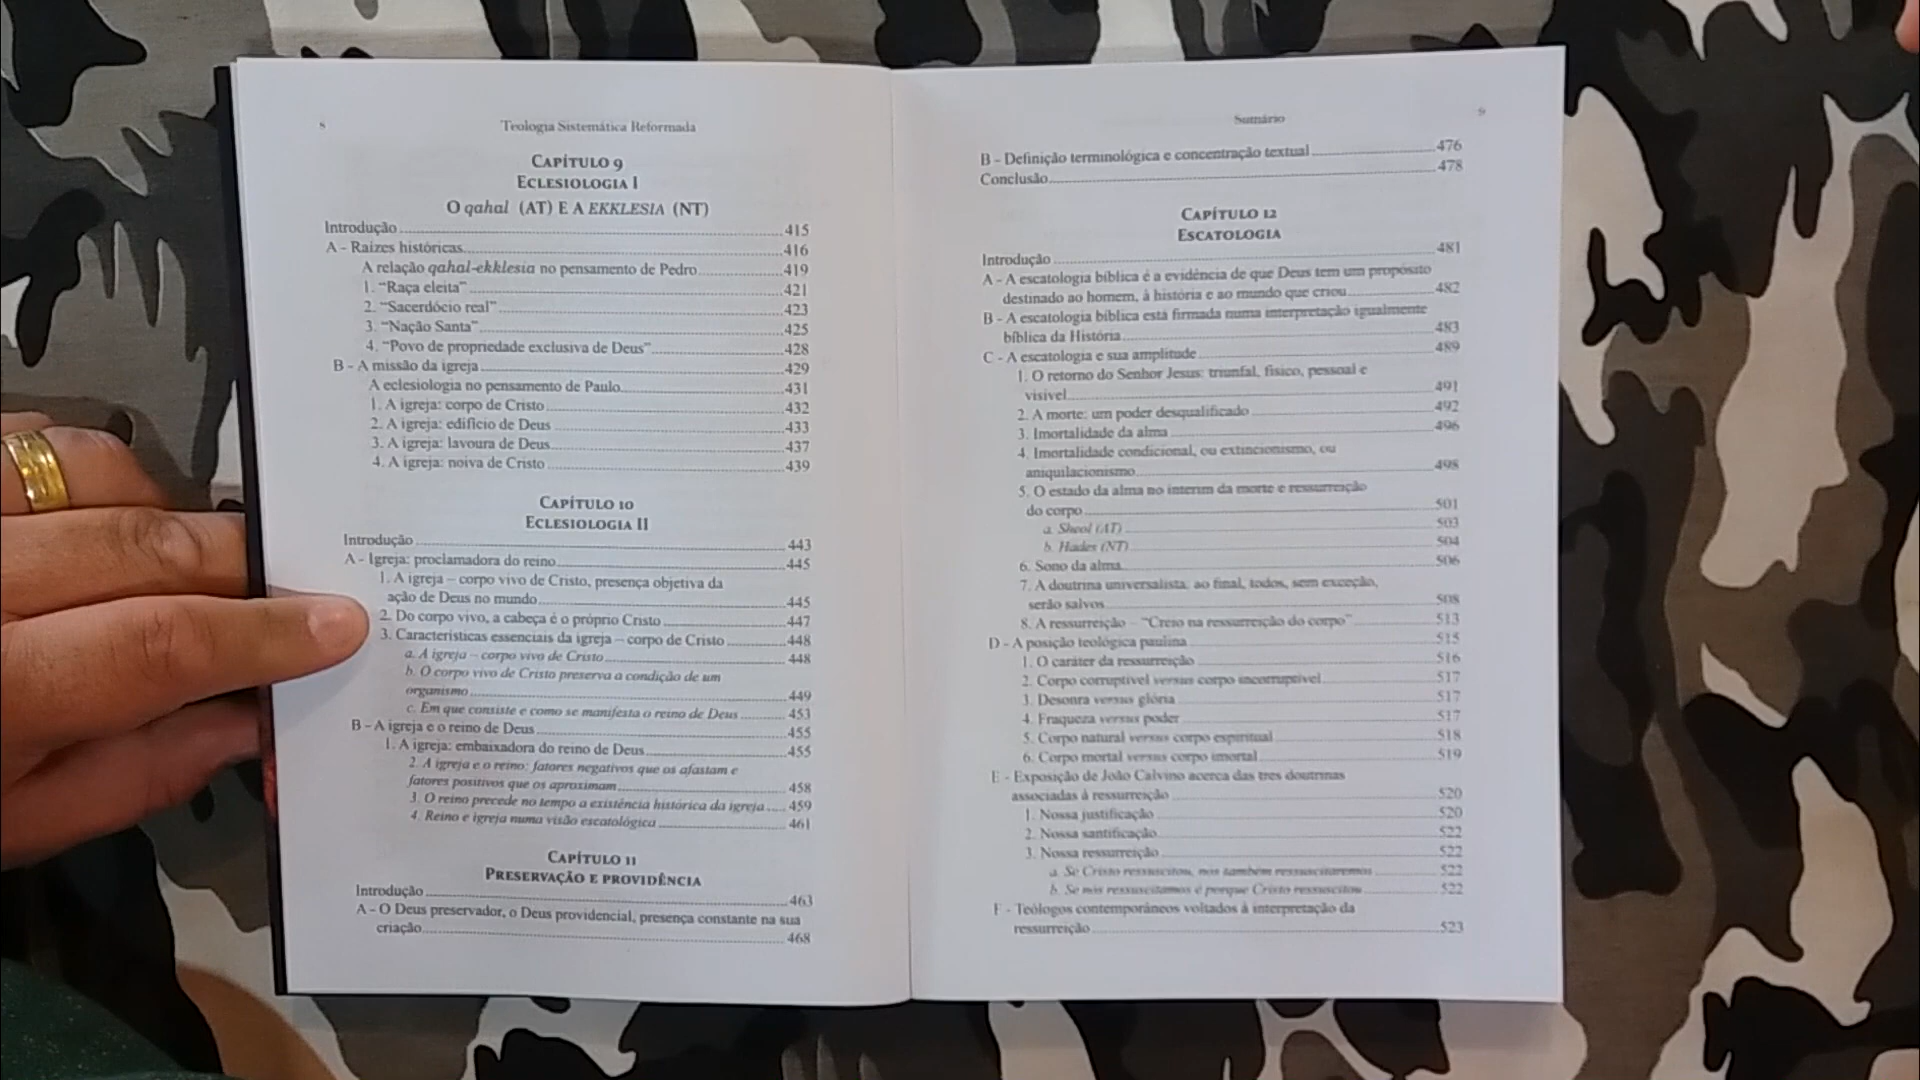 8
Teologia Sistemática Reformada
Capítulo 9
Eclesiologia I
O qahal (AT) E A EKKLESIA (NT)
Introdução 415
A – Raízes históricas 416
A relação qahal-ekklesia no pensamento de Pedro 419
1. “Raça eleita” 421
2. “Sacerdócio real” 423
3. “Nação Santa” 425
4. “Povo de propriedade exclusiva de Deus” 428
B – A missão da igreja 429
A eclesiologia no pensamento de Paulo 431
1. A igreja: corpo de Cristo 432
2. A igreja: edifício de Deus 433
3. A igreja: lavoura de Deus 437
4. A igreja: noiva de Cristo 439
Capítulo 10
Eclesiologia II
Introdução 443
A – Igreja: proclamadora do reino 445
1. A igreja – corpo vivo de Cristo, presença objetiva da
ação de Deus no mundo 445
2. Do corpo vivo, a cabeça é o próprio Cristo 447
3. Características essenciais da igreja – corpo de Cristo 448
a. A igreja – corpo vivo de Cristo 448
b. O corpo vivo de Cristo preserva a condição de um
organismo 449
c. Em que consiste e como se manifesta o reino de Deus 453
B – A igreja e o reino de Deus 455
1. A igreja: embaixadora do reino de Deus 455
2. A igreja e o reino: fatores negativos que os afastam e
fatores positivos que os aproximam 458
3. O reino precede no tempo a existência histórica da igreja 459
4. Reino e igreja numa visão escatológica 461
Capítulo 11
Preservação e Providência
Introdução 463
A – O Deus preservador, o Deus providencial, presença constante na sua
criação 468
Sumário
9
B – Definição terminológica e concentração textual 476
Conclusão 478
Capítulo 12
Escatologia
Introdução 481
A – A escatologia bíblica é a evidência de que Deus tem um propósito
destinado ao homem, à história e ao mundo que criou 482
B – A escatologia bíblica está firmada numa interpretação igualmente
bíblica da História 483
C – A escatologia e sua amplitude 489
1. O retorno do Senhor Jesus: triunfal, físico, pessoal e
visível 491
2. A morte: um poder desqualificado 492
3. Imortalidade da alma 496
4. Imortalidade condicional, ou extincionismo, ou
aniquilacionismo 498
5. O estado da alma no ínterim da morte e ressurreição
do corpo 501
a. Sheol (AT) 503
b. Hades (NT) 504
6. Sono da alma 506
7. A doutrina universalista: ao final, todos, sem exceção,
serão salvos 508
8. A ressurreição – “Creio na ressurreição do corpo” 513
D – A posição teológica paulina 515
1. O caráter da ressurreição 516
2. Corpo corruptível versus corpo incorruptível 517
3. Desonra versus glória 517
4. Fraqueza versus poder 517
5. Corpo natural versus corpo espiritual 518
6. Corpo mortal versus corpo imortal 519
E – Exposição de João Calvino acerca das três doutrinas
associadas à ressurreição 520
1. Nossa justificação 520
2. Nossa santificação 522
3. Nossa ressurreição 522
a. Se Cristo ressuscitou, nós também ressuscitaremos 522
b. Se nós ressuscitamos é porque Cristo ressuscitou 522
F – Teólogos contemporâneos voltados à interpretação da
ressurreição 523